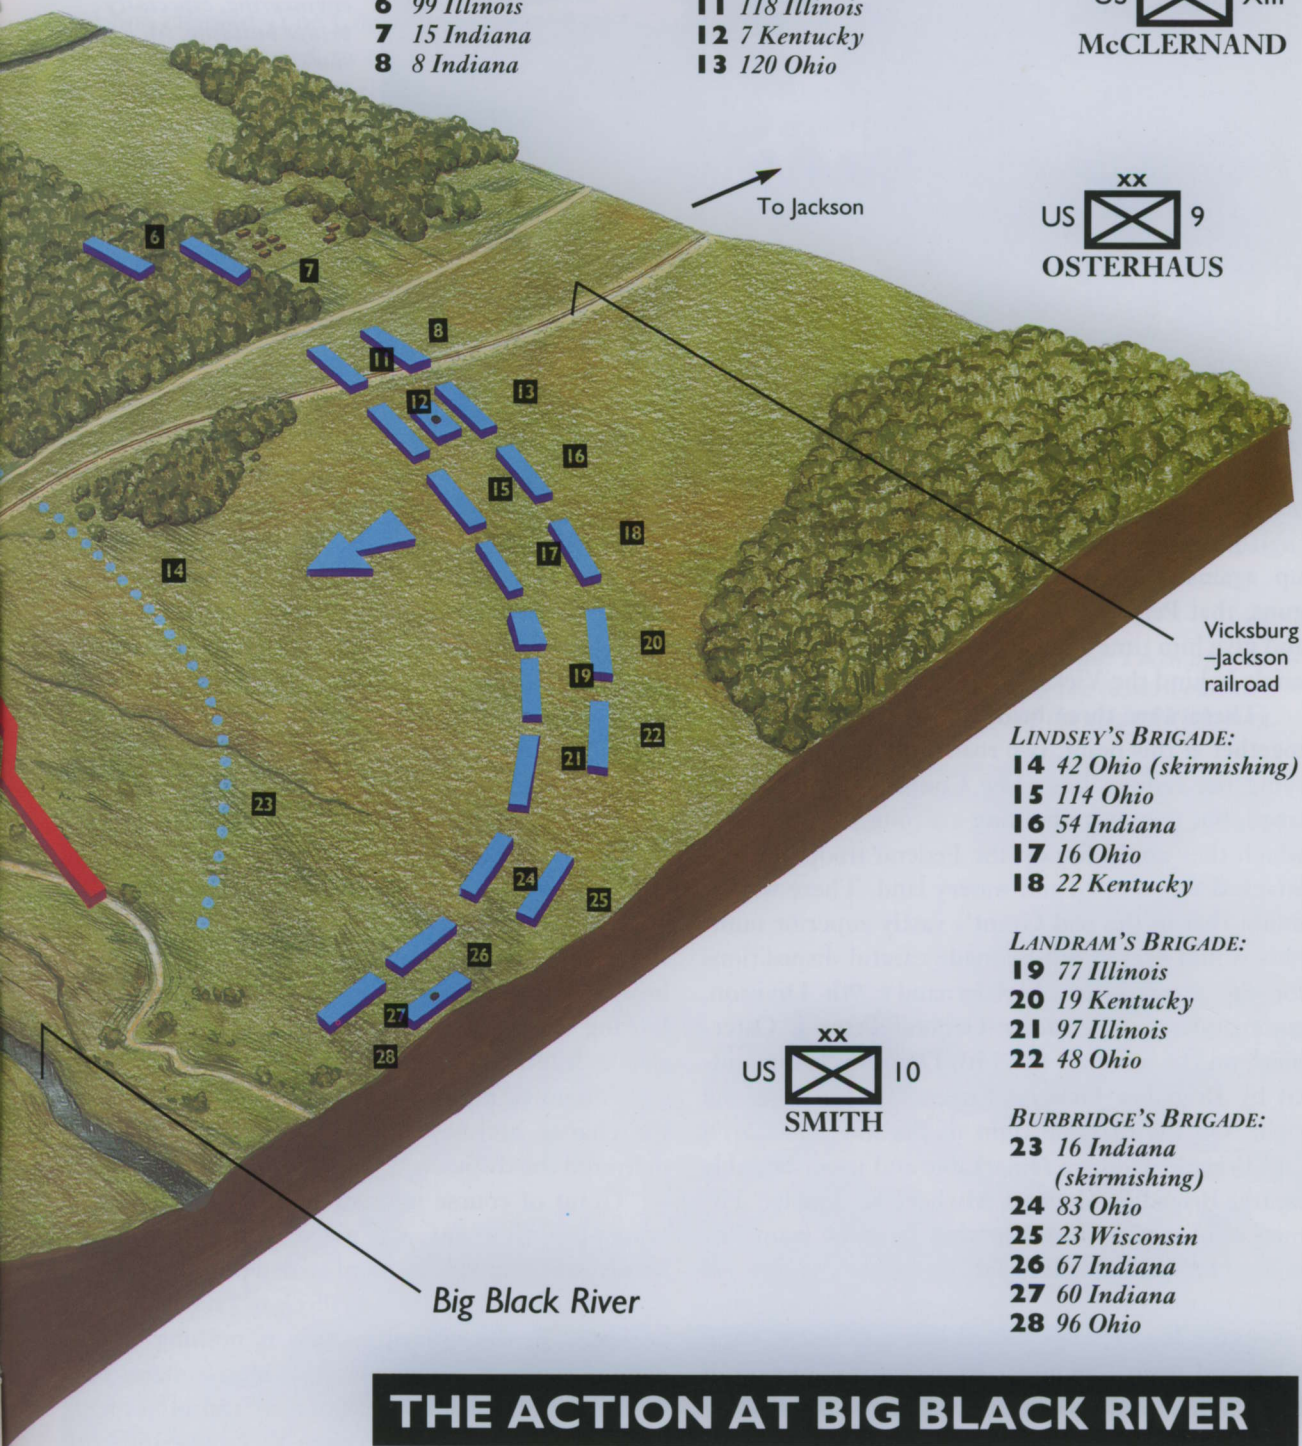 6 99 Illinois
7 15 Indiana
8 8 Indiana
11 118 Illinois
12 7 Kentucky
13 120 Ohio
US XIII
McCLERNAND
To Jackson
xx
US 9
OSTERHAUS
6
7
8
11
12
13
16
15
18
17
14
20
19
22
21
23
24
25
26
27
28
Vicksburg
–Jackson
railroad
LINDSEY'S BRIGADE:
14 42 Ohio (skirmishing)
15 114 Ohio
16 54 Indiana
17 16 Ohio
18 22 Kentucky
LANDRAM'S BRIGADE:
19 77 Illinois
20 19 Kentucky
21 97 Illinois
22 48 Ohio
xx
US 10
SMITH
BURBRIDGE'S BRIGADE:
23 16 Indiana
(skirmishing)
24 83 Ohio
25 23 Wisconsin
26 67 Indiana
27 60 Indiana
28 96 Ohio
Big Black River
THE ACTION AT BIG BLACK RIVER